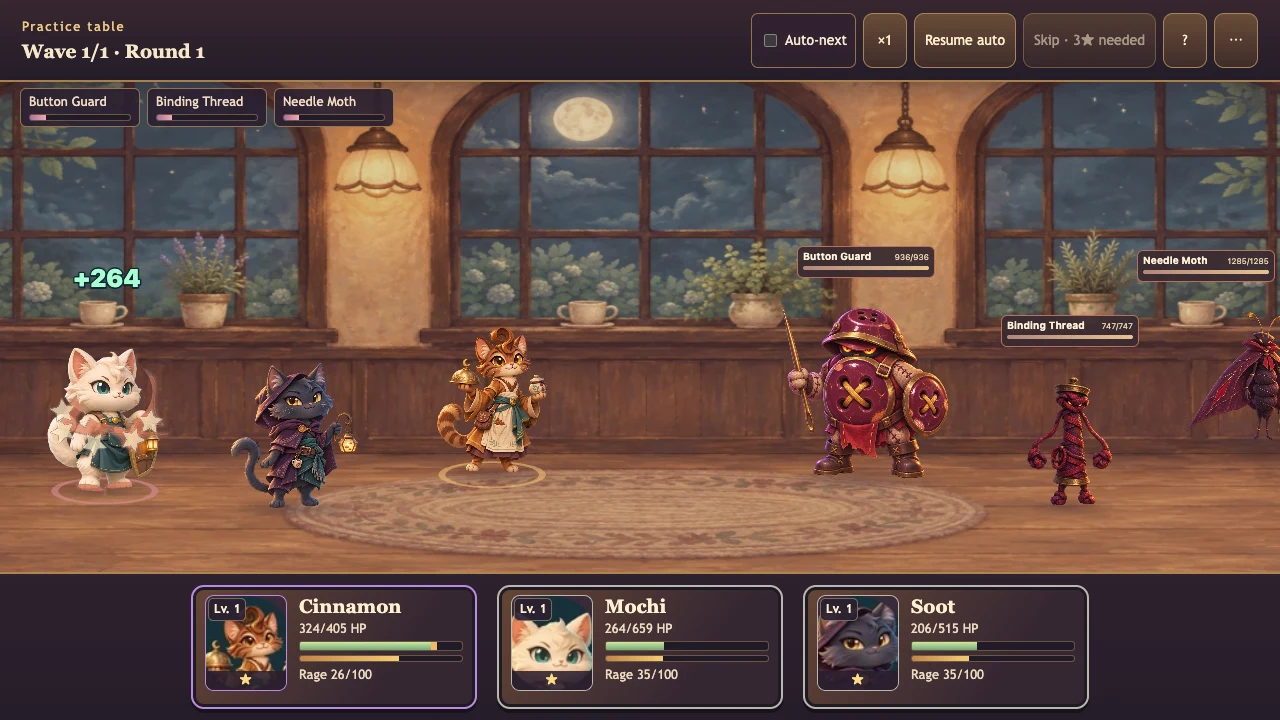 Practice table
Wave 1/1 · Round 1
Auto-next
×1
Resume auto
Skip · 3★ needed
?
···
Button Guard
Binding Thread
Needle Moth
+264
Button Guard 936/936
Needle Moth 1285/1285
Binding Thread 747/747
Lv. 1
Cinnamon
324/405 HP
Rage 26/100
Lv. 1
Mochi
264/659 HP
Rage 35/100
Lv. 1
Soot
206/515 HP
Rage 35/100